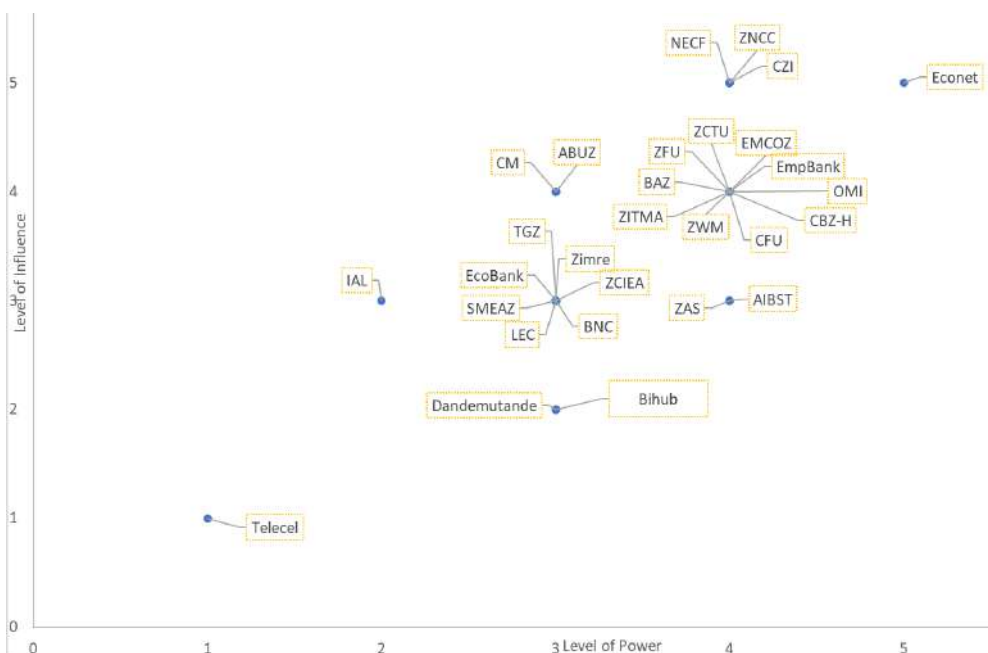 ZNCC
NECF
CZI
5
Econet
ZCTU
EMCOZ
ABUZ
ZFU
CM
EmpBank
BAZ
4
OMI
ZITMA
CBZ-H
ZWM
TGZ
CFU
Zimre
EcoBank
IAL
ZCIEA
Level of Influence
3
SMEAZ
ZAS
AIBST
LEC
BNC
2
Dandemutande
Bihub
1
Telecel
0
0
1
2
3
Level of Power
4
5